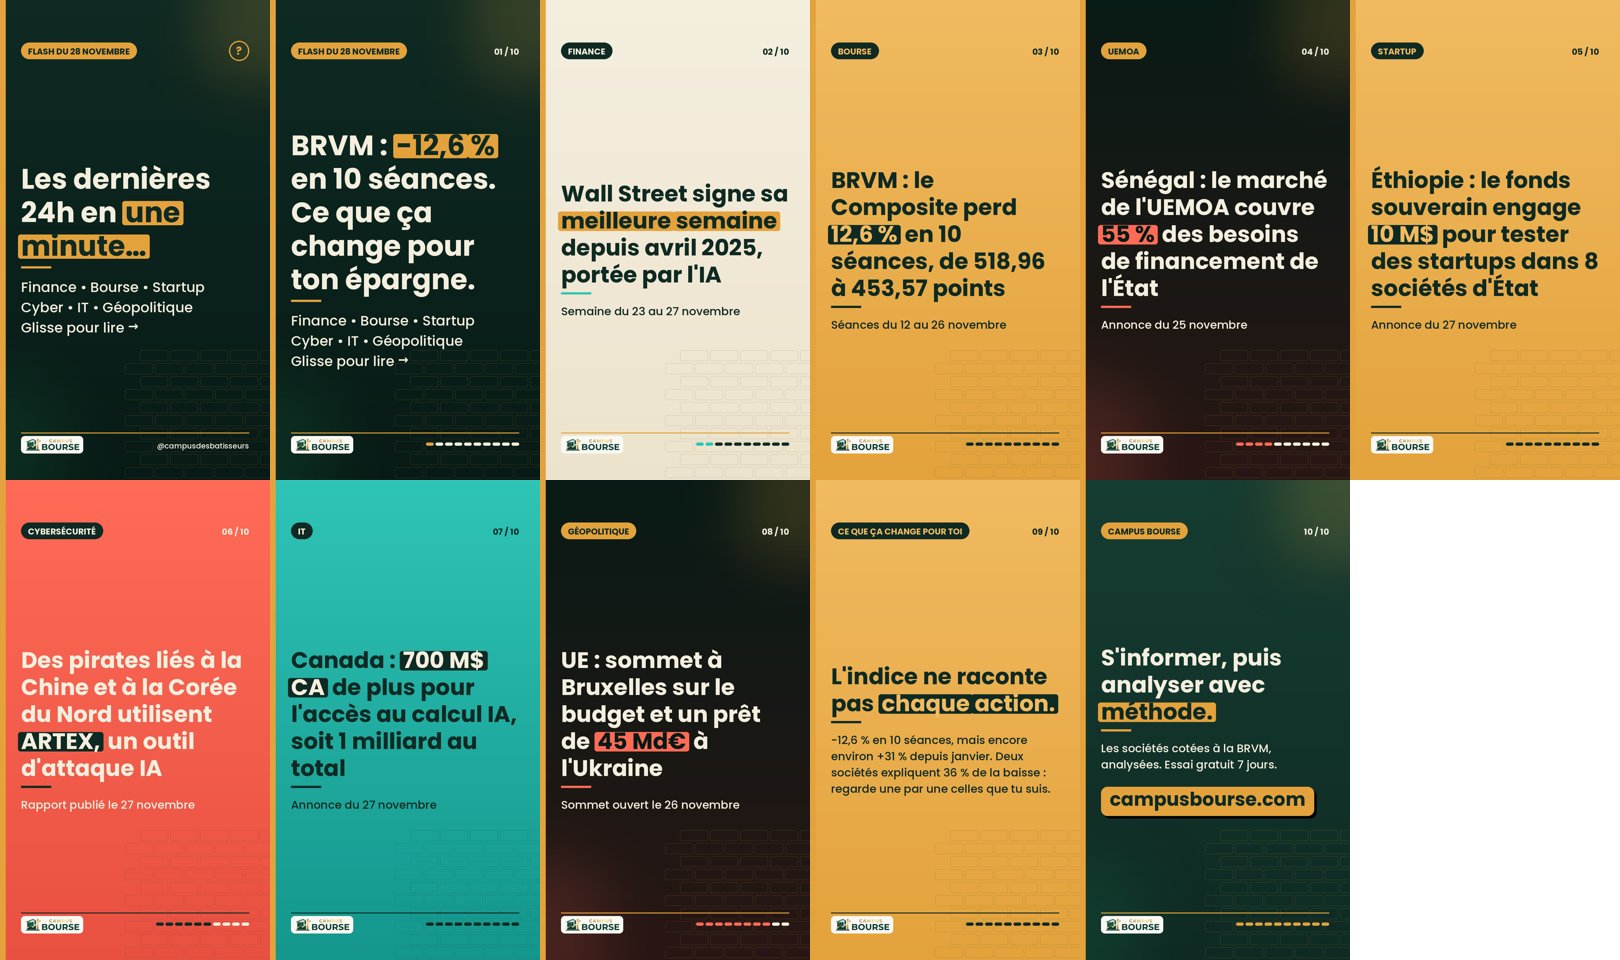 FLASH DU 28 NOVEMBRE
?
Les dernières
24h en une
minute...
Finance • Bourse • Startup
Cyber • IT • Géopolitique
Glisse pour lire →
CAMPUS
BOURSE
@campusdesbatisseurs
FLASH DU 28 NOVEMBRE
01 / 10
BRVM : -12,6 %
en 10 séances.
Ce que ça
change pour
ton épargne.
Finance • Bourse • Startup
Cyber • IT • Géopolitique
Glisse pour lire →
CAMPUS
BOURSE
FINANCE
02 / 10
Wall Street signe sa
meilleure semaine
depuis avril 2025,
portée par l'IA
Semaine du 23 au 27 novembre
CAMPUS
BOURSE
BOURSE
03 / 10
BRVM : le
Composite perd
12,6 % en 10
séances, de 518,96
à 453,57 points
Séances du 12 au 26 novembre
CAMPUS
BOURSE
UEMOA
04 / 10
Sénégal : le marché
de l'UEMOA couvre
55 % des besoins
de financement de
l'État
Annonce du 25 novembre
CAMPUS
BOURSE
STARTUP
05 / 10
Éthiopie : le fonds
souverain engage
10 M$ pour tester
des startups dans 8
sociétés d'État
Annonce du 27 novembre
CAMPUS
BOURSE
CYBERSÉCURITÉ
06 / 10
Des pirates liés à la
Chine et à la Corée
du Nord utilisent
ARTEX, un outil
d'attaque IA
Rapport publié le 27 novembre
CAMPUS
BOURSE
IT
07 / 10
Canada : 700 M$
CA de plus pour
l'accès au calcul IA,
soit 1 milliard au
total
Annonce du 27 novembre
CAMPUS
BOURSE
GÉOPOLITIQUE
08 / 10
UE : sommet à
Bruxelles sur le
budget et un prêt
de 45 Md€ à
l'Ukraine
Sommet ouvert le 26 novembre
CAMPUS
BOURSE
CE QUE ÇA CHANGE POUR TOI
09 / 10
L'indice ne raconte
pas chaque action.
-12,6 % en 10 séances, mais encore
environ +31 % depuis janvier. Deux
sociétés expliquent 36 % de la baisse :
regarde une par une celles que tu suis.
CAMPUS
BOURSE
CAMPUS BOURSE
10 / 10
S'informer, puis
analyser avec
méthode.
Les sociétés cotées à la BRVM,
analysées. Essai gratuit 7 jours.
campusbourse.com
CAMPUS
BOURSE